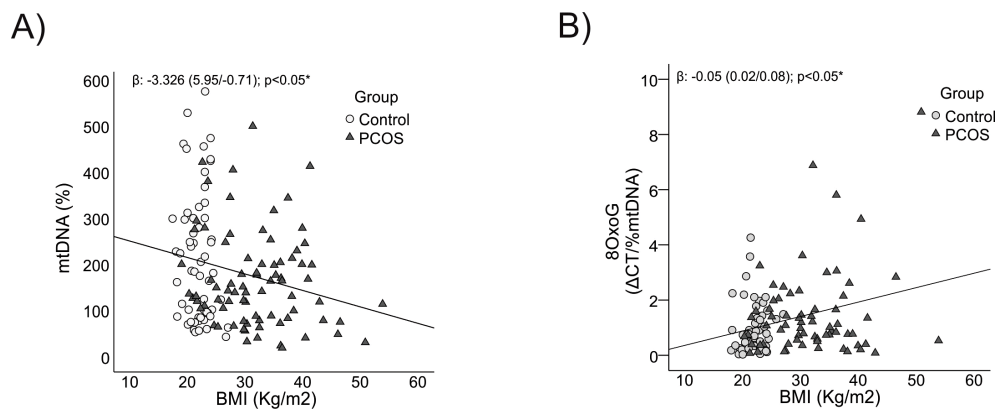 A)
β: -3.326 (5.95/-0.71); p<0.05*
Group
Control
PCOS
mtDNA (%)
600
500
400
300
200
100
0
10 20 30 40 50 60
BMI (Kg/m2)
B)
β: -0.05 (0.02/0.08); p<0.05*
Group
Control
PCOS
8OxoG
(ΔCT/%mtDNA)
10
8
6
4
2
0
10 20 30 40 50 60
BMI (Kg/m2)